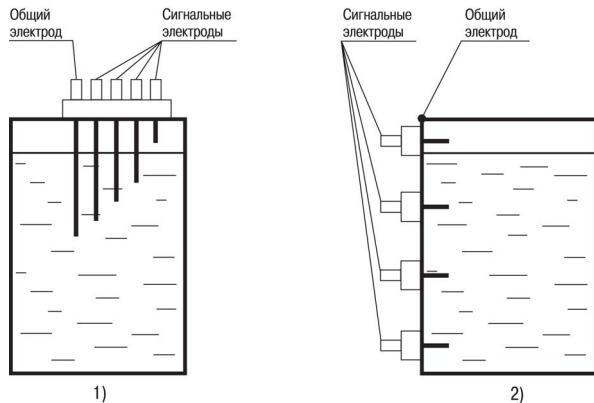 Общий
электрод
Сигнальные
электроды
Сигнальные
электроды
Общий
электрод
1)
2)